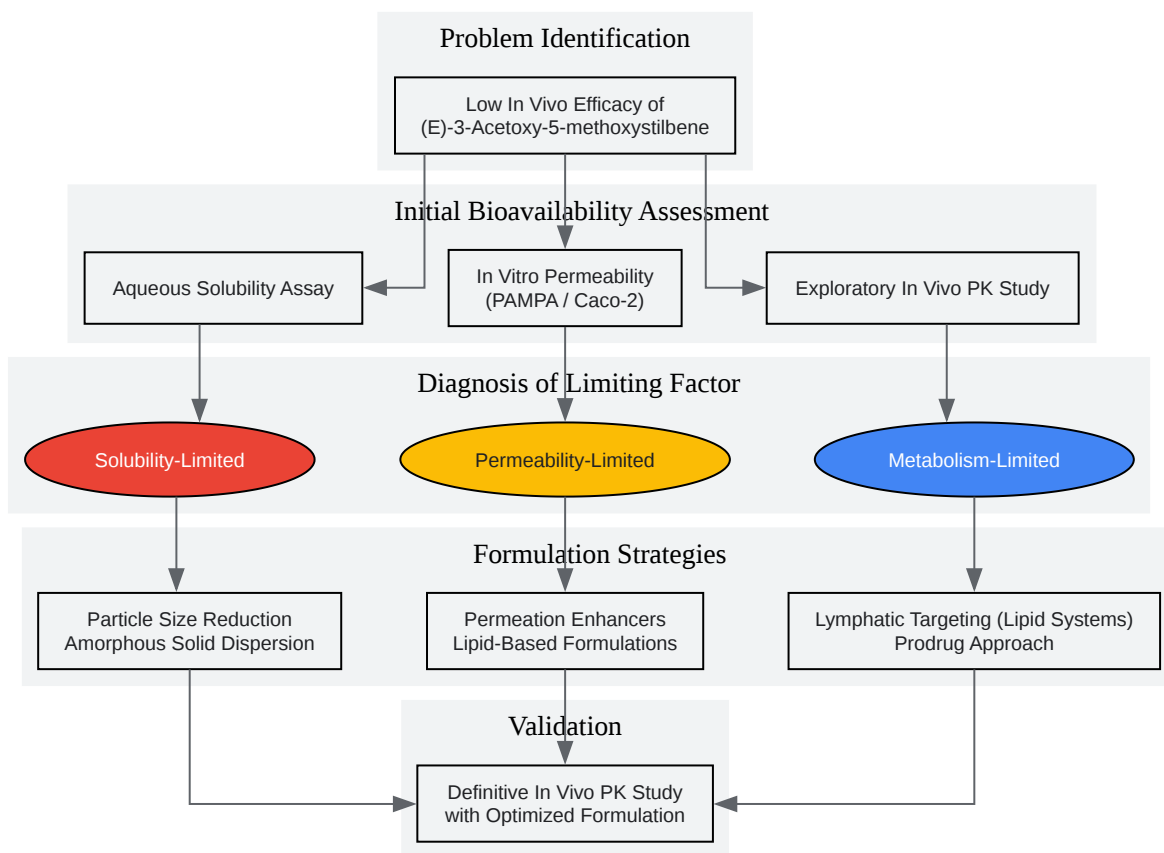 Problem Identification
Low In Vivo Efficacy of
(E)-3-Acetoxy-5-methoxystilbene
Initial Bioavailability Assessment
Aqueous Solubility Assay
In Vitro Permeability
(PAMPA / Caco-2)
Exploratory In Vivo PK Study
Diagnosis of Limiting Factor
Solubility-Limited
Permeability-Limited
Metabolism-Limited
Formulation Strategies
Particle Size Reduction
Amorphous Solid Dispersion
Permeation Enhancers
Lipid-Based Formulations
Lymphatic Targeting (Lipid Systems)
Prodrug Approach
Validation
Definitive In Vivo PK Study
with Optimized Formulation